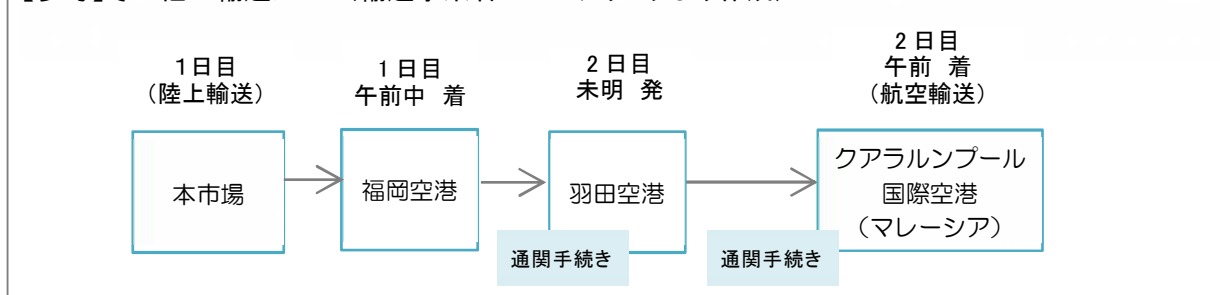 1日目
（陸上輸送）
1日目
午前中 着
2日目
未明 発
2日目
午前 着
（航空輸送）
本市場
福岡空港
羽田空港
クアラルンプール
国際空港
（マレーシア）
通関手続き
通関手続き